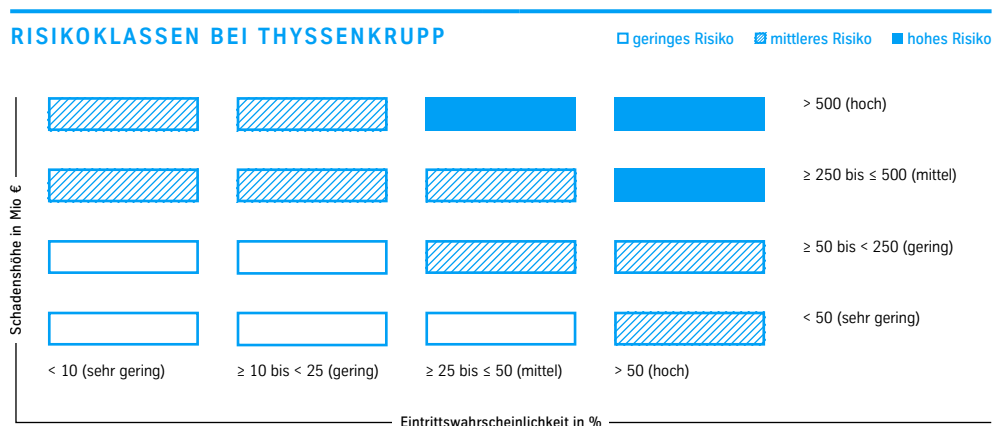 RISIKOKLASSEN BEI THYSSENKRUPP
geringes Risiko mittleres Risiko hohes Risiko
> 500 (hoch)
≥ 250 bis ≤ 500 (mittel)
≥ 50 bis < 250 (gering)
< 50 (sehr gering)
Schadenshöhe in Mio €
< 10 (sehr gering) ≥ 10 bis < 25 (gering) ≥ 25 bis ≤ 50 (mittel) > 50 (hoch)
Eintrittswahrscheinlichkeit in %